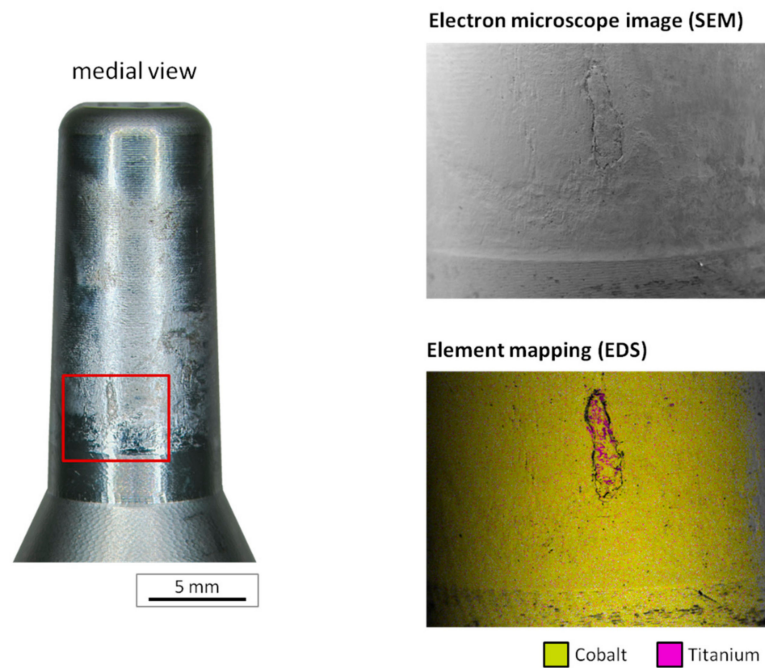 Electron microscope image (SEM)
medial view
Element mapping (EDS)
5 mm
Cobalt
Titanium